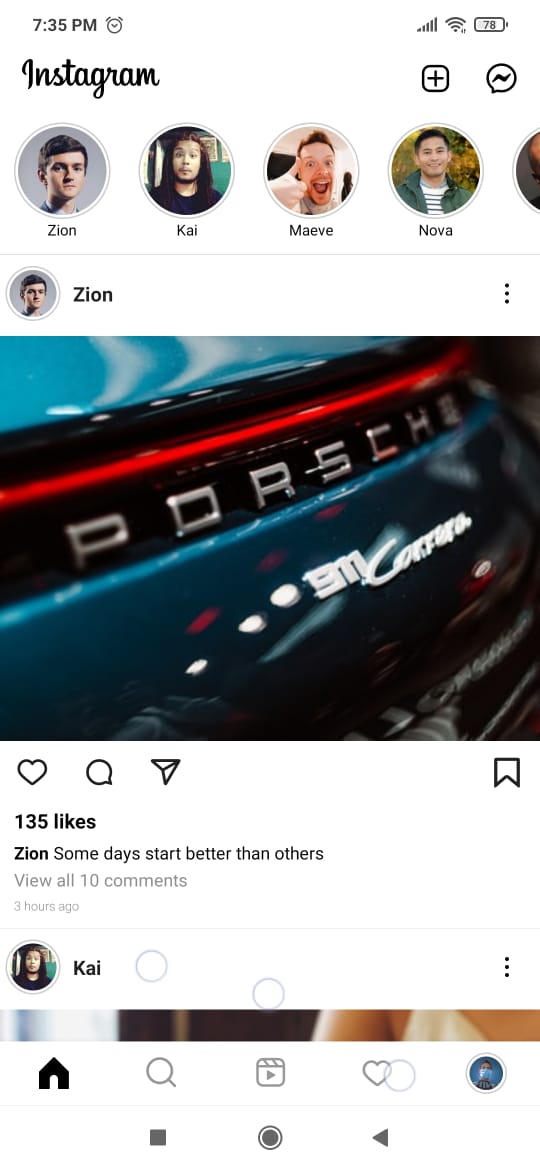 7:35 PM
78
Instagram
Zion
Kai
Maeve
Nova
Zion
PORSCHE
911 Carrera
135 likes
Zion Some days start better than others
View all 10 comments
3 hours ago
Kai